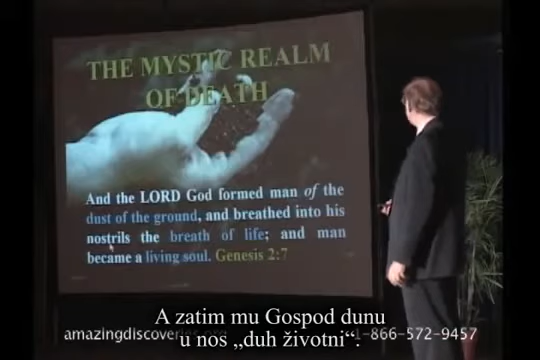 THE MYSTIC REALM
OF DEATH
And the LORD God formed man of the
dust of the ground, and breathed into his
nostrils the breath of life; and man
became a living soul. Genesis 2:7
A zatim mu Gospod dunu
u nos „duh životni“.
amazingdiscoveries.org 1-866-572-9457